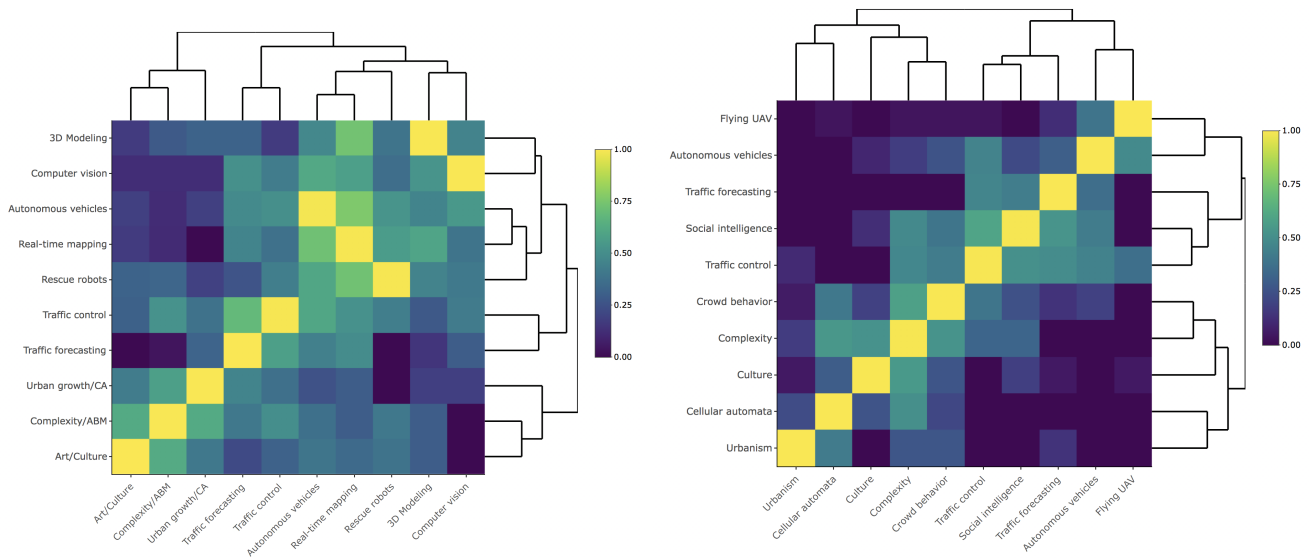 3D Modeling
Computer vision
Autonomous vehicles
Real-time mapping
Rescue robots
Traffic control
Traffic forecasting
Urban growth/CA
Complexity/ABM
Art/Culture
Art/Culture
Complexity/ABM
Urban growth/CA
Traffic forecasting
Traffic control
Autonomous vehicles
Real-time mapping
Rescue robots
3D Modeling
Computer vision
1.00
0.75
0.50
0.25
0.00
Flying UAV
Autonomous vehicles
Traffic forecasting
Social intelligence
Traffic control
Crowd behavior
Complexity
Culture
Cellular automata
Urbanism
Urbanism
Cellular automata
Culture
Complexity
Crowd behavior
Traffic control
Social intelligence
Traffic forecasting
Autonomous vehicles
Flying UAV
1.00
0.75
0.50
0.25
0.00